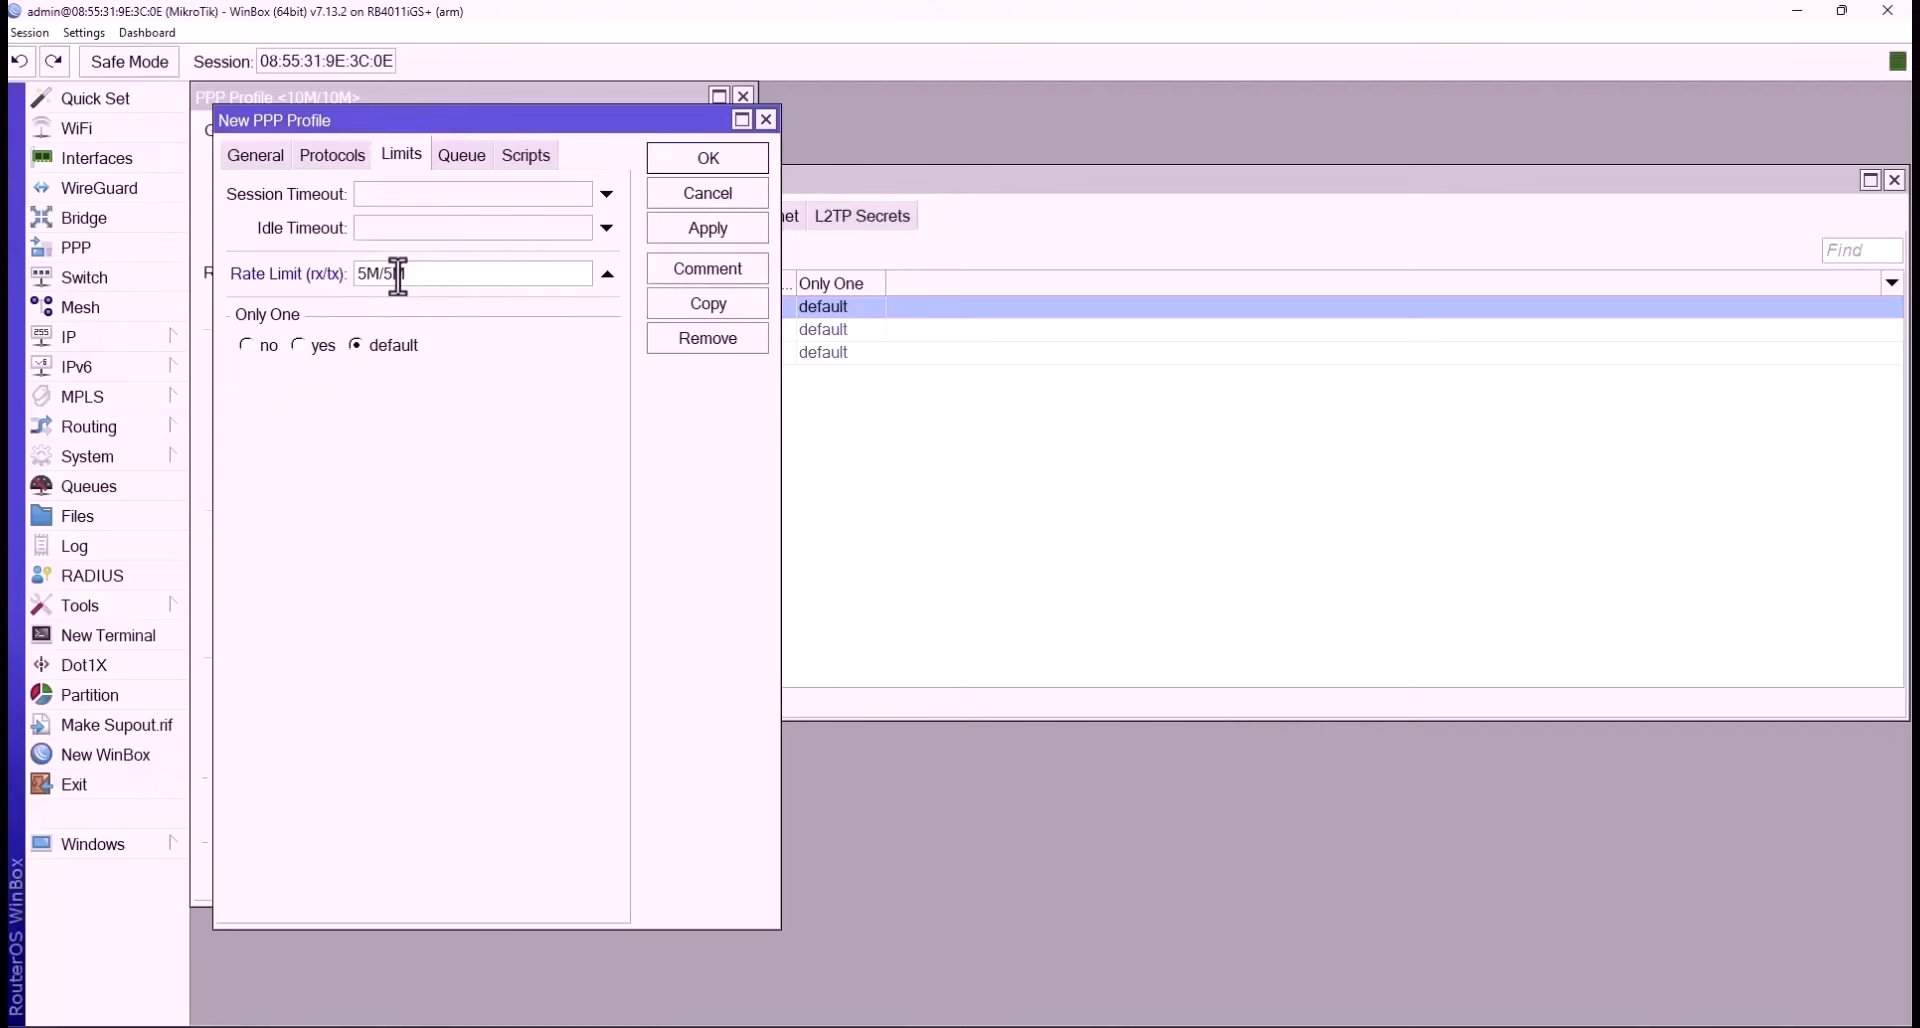 admin@08:55:31:9E:3C:0E (MikroTik) - WinBox (64bit) v7.13.2 on RB4011iGS+ (arm)
Session Settings Dashboard
Safe Mode Session: 08:55:31:9E:3C:0E
Quick Set
WiFi
Interfaces
WireGuard
Bridge
PPP
Switch
Mesh
IP
IPv6
MPLS
Routing
System
Queues
Files
Log
RADIUS
Tools
New Terminal
Dot1X
Partition
Make Supout.rif
New WinBox
Exit
Windows
RouterOS WinBox
PPP Profile <10M/10M>
New PPP Profile
General Protocols Limits Queue Scripts
Session Timeout:
Idle Timeout:
Rate Limit (rx/tx): 5M/5M
Only One
no yes default
OK
Cancel
Apply
Comment
Copy
Remove
L2TP Secrets
Find
... Only One
default
default
default